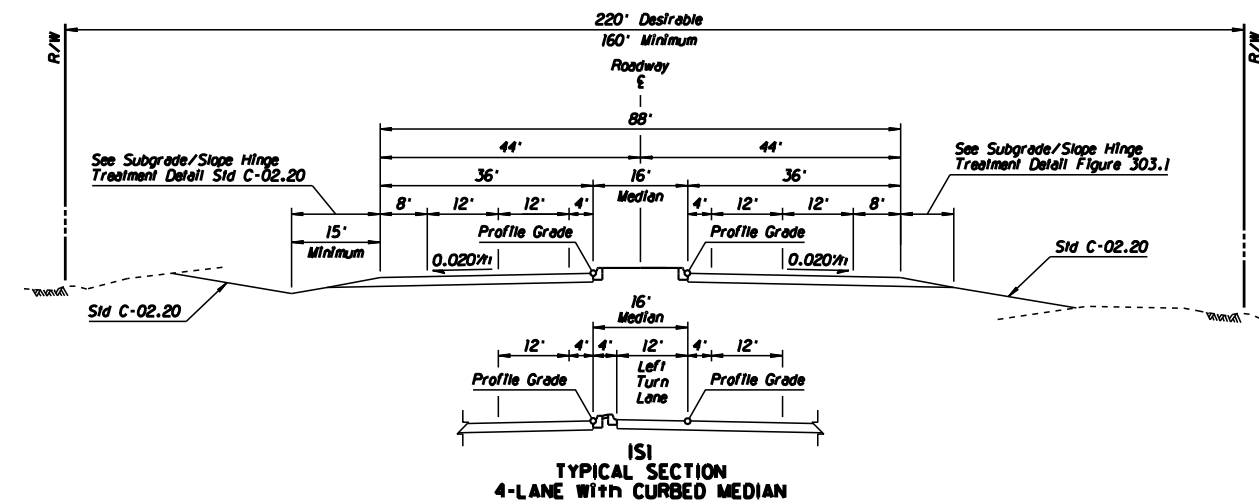 220' Desirable
160' Minimum
R/W
R/W
Roadway
℄
88'
44'
44'
See Subgrade/Slope Hinge
Treatment Detail Std C-02.20
See Subgrade/Slope Hinge
Treatment Detail Figure 303.1
36'
16'
36'
Median
8'
12'
12'
4'
4'
12'
12'
8'
15'
Minimum
Profile Grade
Profile Grade
0.020'/ft
0.020'/ft
Std C-02.20
Std C-02.20
16'
Median
12'
4'
4'
12'
4'
12'
Left
Turn
Lane
Profile Grade
Profile Grade
TYPICAL SECTION
4-LANE with CURBED MEDIAN